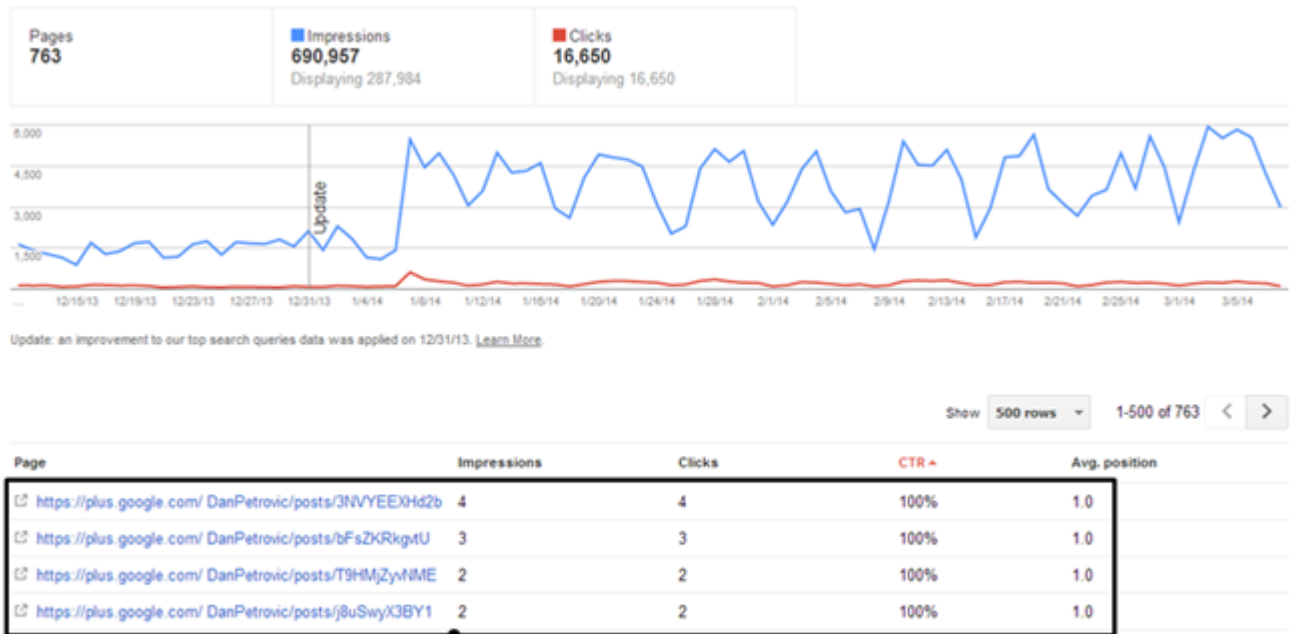 Pages Impressions Clicks
763 690,957 16,650
Displaying 287,984 Displaying 16,650
6,000
4,500
3,000
1,500
Update
... 12/15/13 12/19/13 12/23/13 12/27/13 12/31/13 1/4/14 1/8/14 1/12/14 1/16/14 1/20/14 1/24/14 1/28/14 2/1/14 2/5/14 2/9/14 2/13/14 2/17/14 2/21/14 2/25/14 3/1/14 3/5/14
Update: an improvement to our top search queries data was applied on 12/31/13. Learn More.
Show 500 rows 1-500 of 763
Page Impressions Clicks CTR Avg. position
https://plus.google.com/ DanPetrovic/posts/3NVYEEXHd2b 4 4 100% 1.0
https://plus.google.com/ DanPetrovic/posts/bFsZKRkgvtU 3 3 100% 1.0
https://plus.google.com/ DanPetrovic/posts/T9HMjZyvNME 2 2 100% 1.0
https://plus.google.com/ DanPetrovic/posts/j8uSwyX3BY1 2 2 100% 1.0